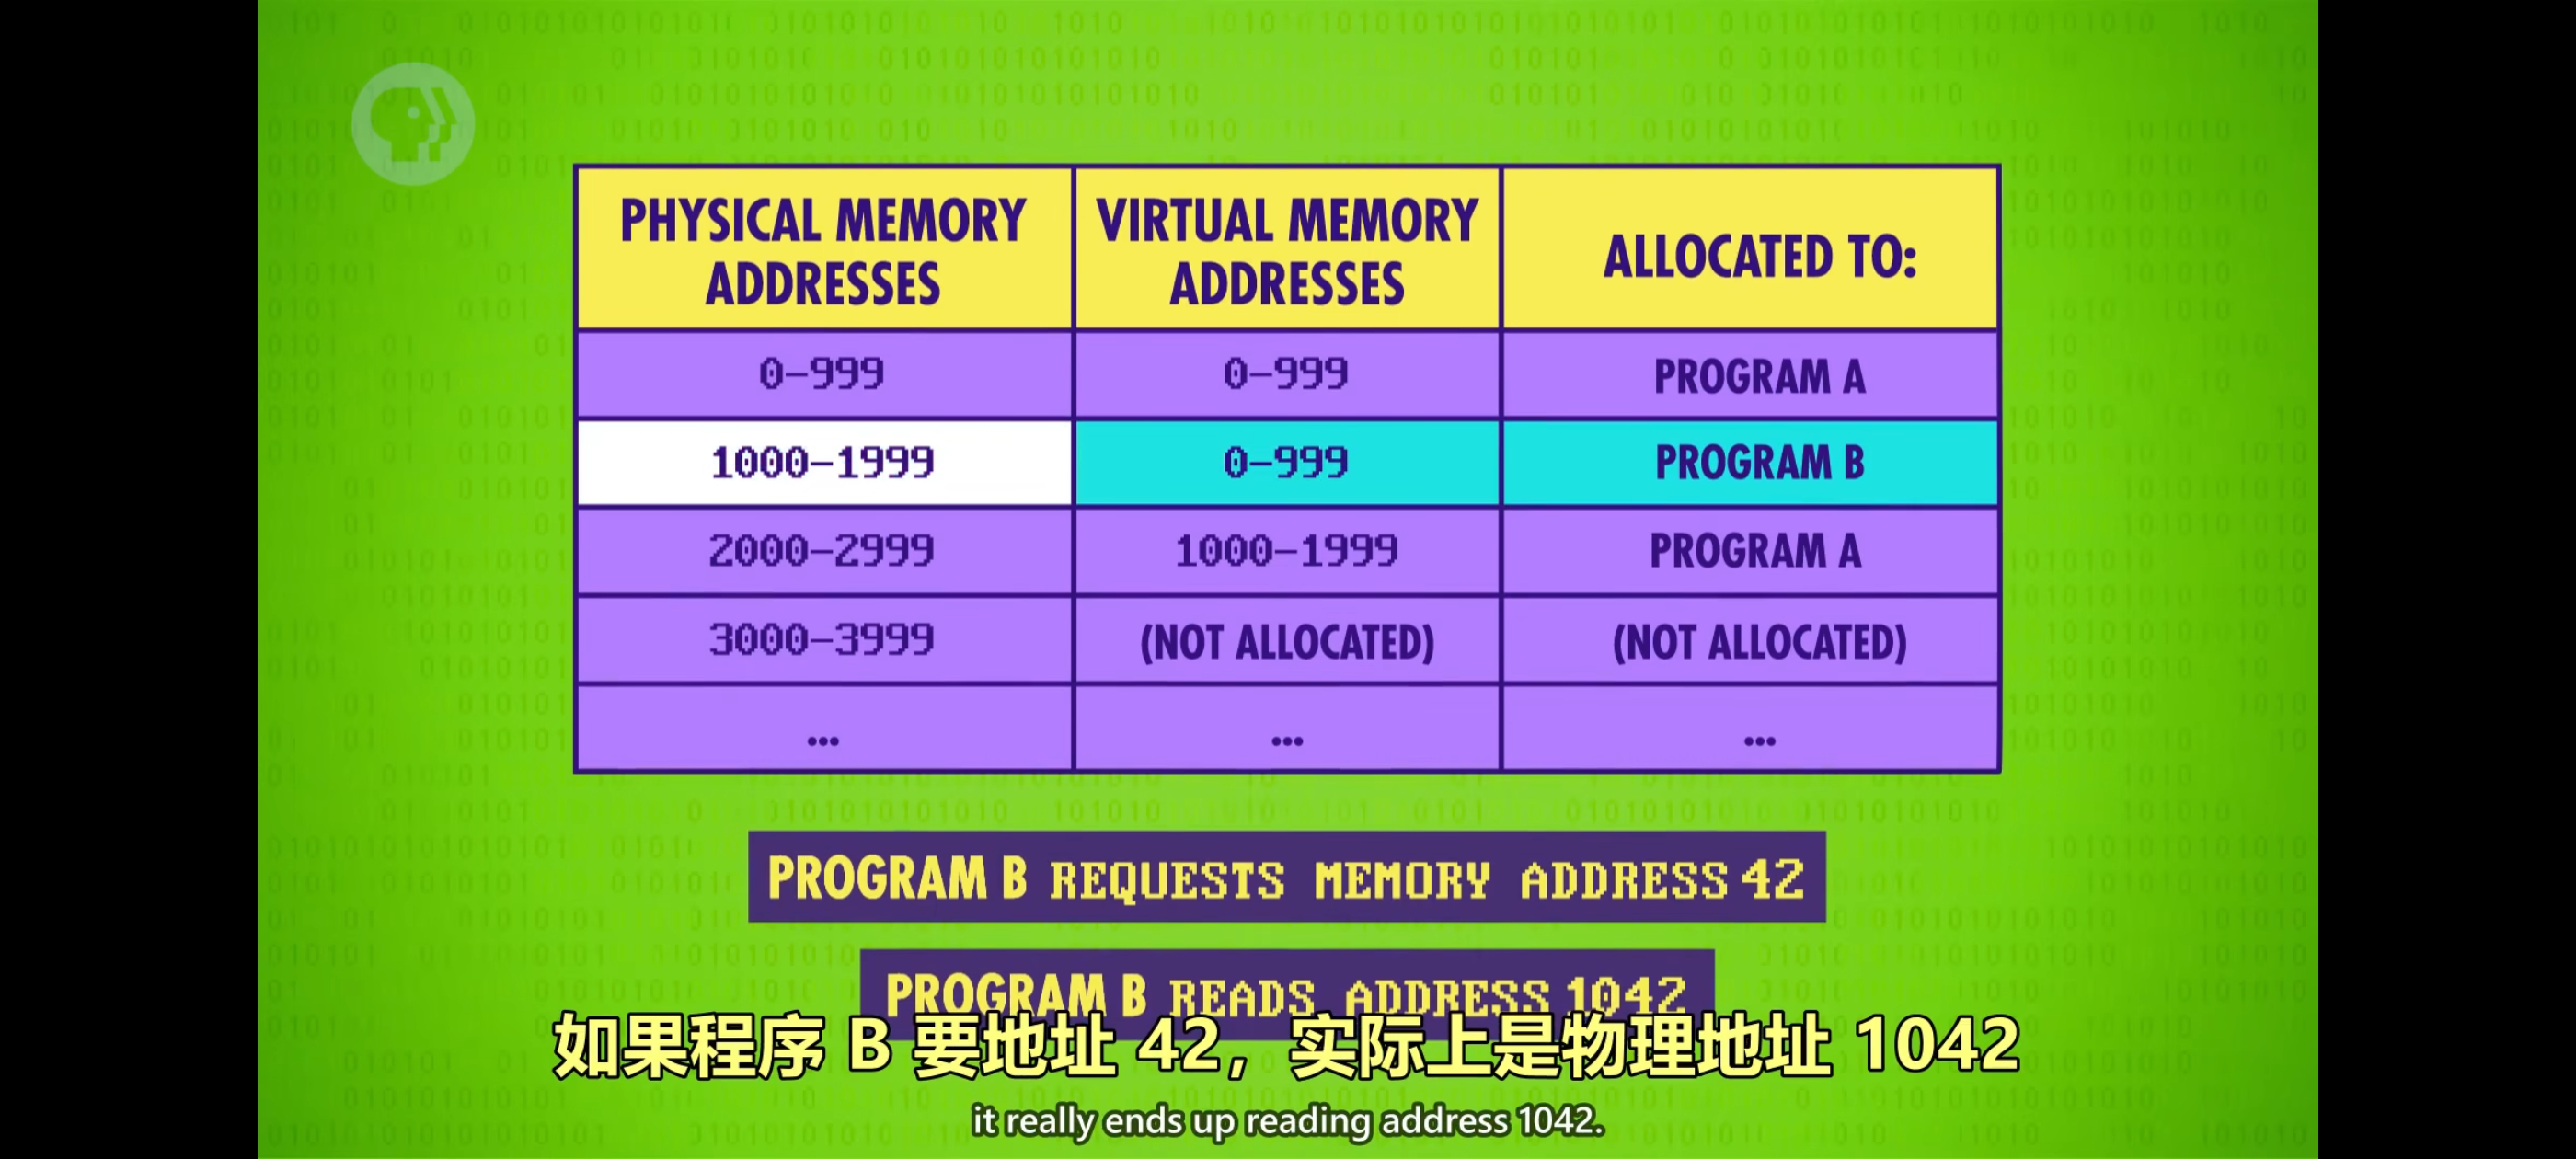 PHYSICAL MEMORY ADDRESSES
VIRTUAL MEMORY ADDRESSES
ALLOCATED TO:
0-999
0-999
PROGRAM A
1000-1999
0-999
PROGRAM B
2000-2999
1000-1999
PROGRAM A
3000-3999
(NOT ALLOCATED)
(NOT ALLOCATED)
...
...
...
PROGRAM B REQUESTS MEMORY ADDRESS 42
PROGRAM B READS ADDRESS 1042
如果程序 B 要地址 42，实际上是物理地址 1042
it really ends up reading address 1042.